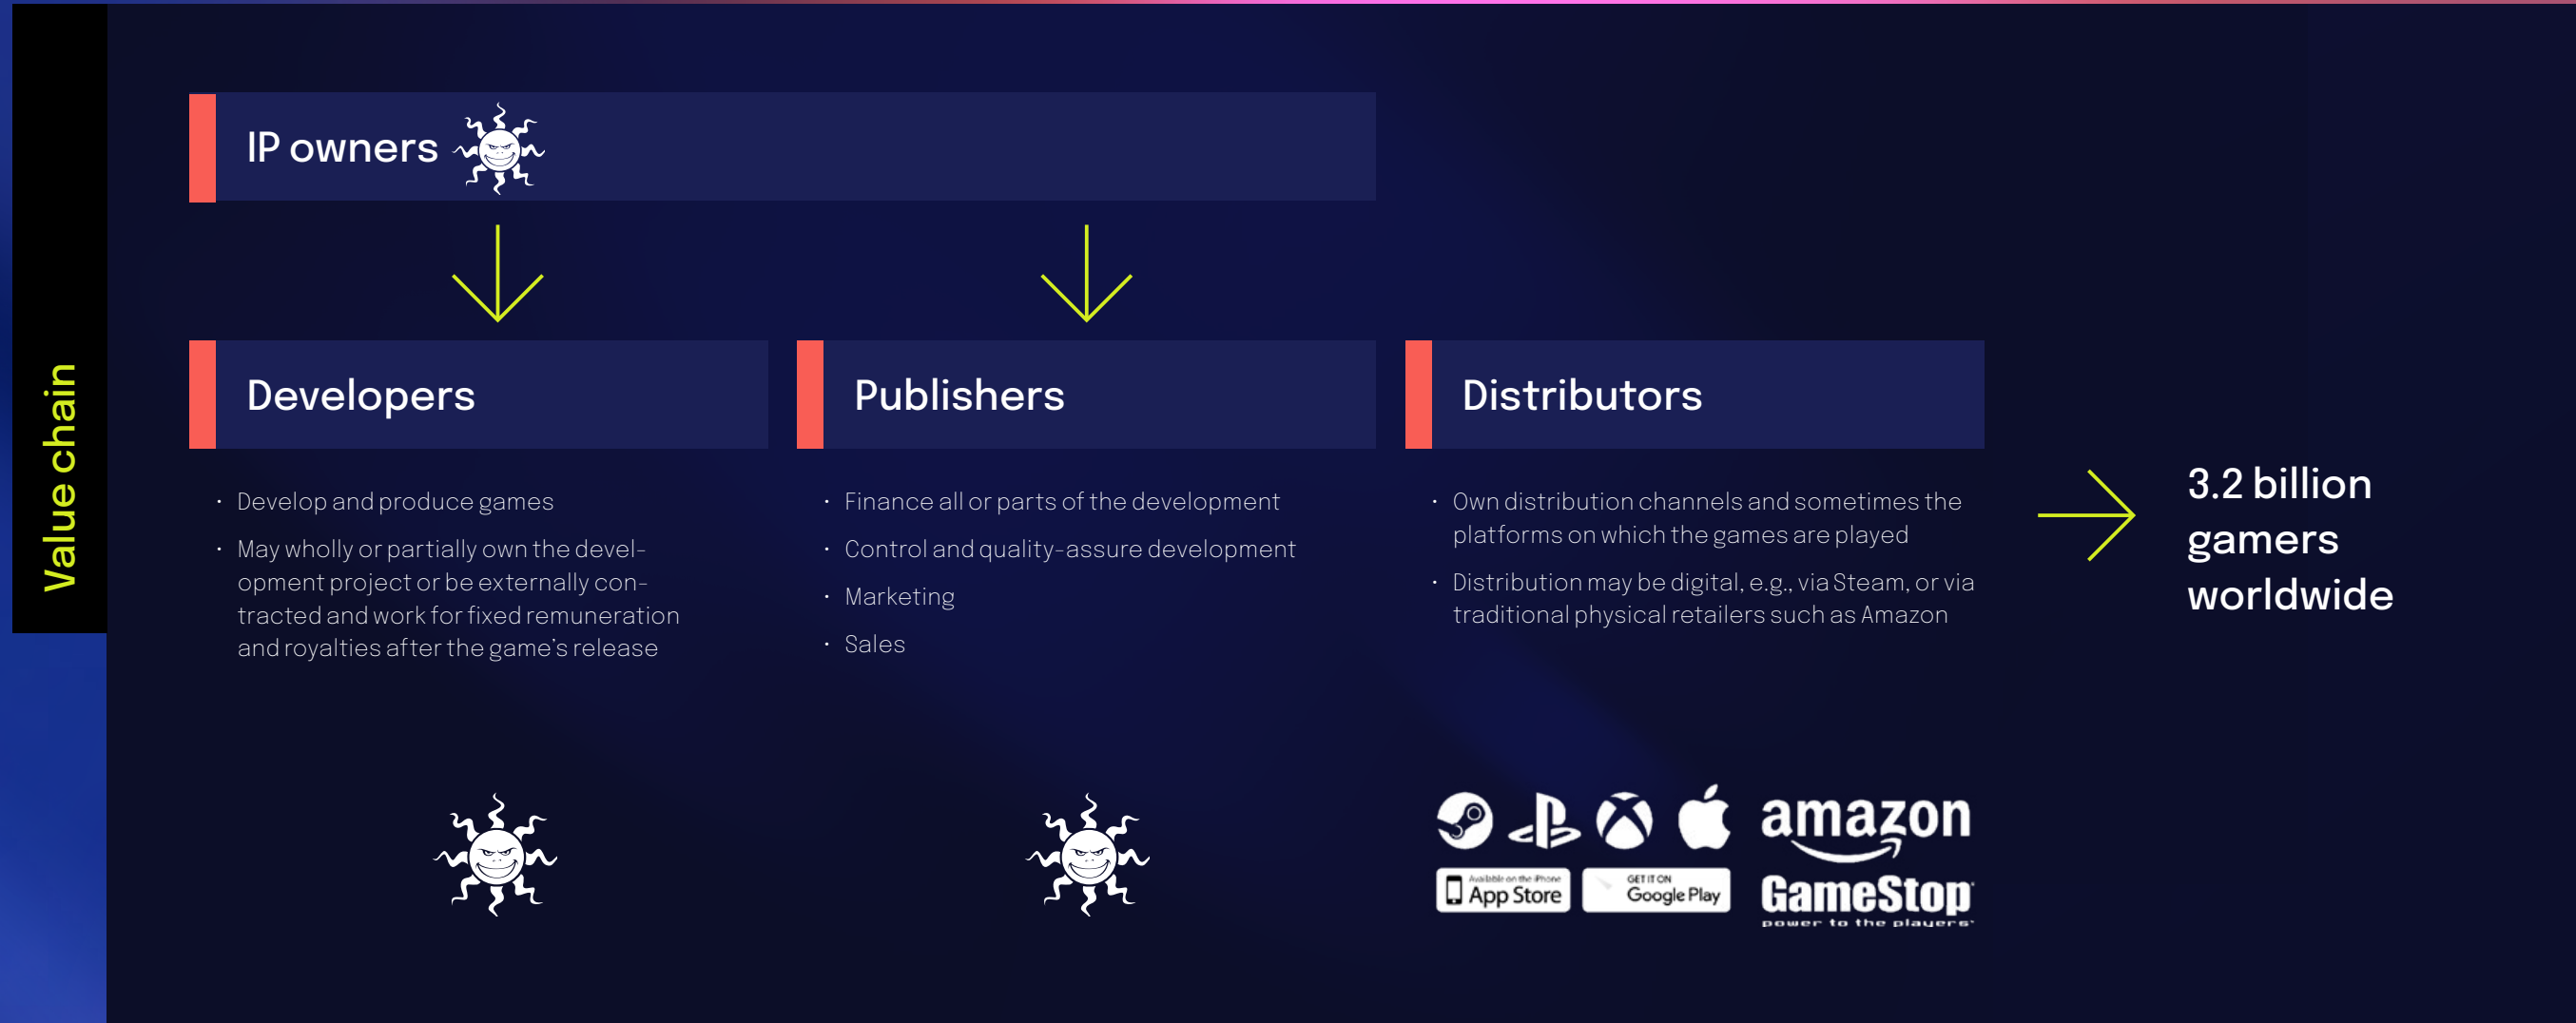 Value chain
IP owners
Developers
Publishers
Distributors
• Develop and produce games
• May wholly or partially own the devel-
opment project or be externally con-
tracted and work for fixed remuneration
and royalties after the game’s release
• Finance all or parts of the development
• Control and quality-assure development
• Marketing
• Sales
• Own distribution channels and sometimes the
platforms on which the games are played
• Distribution may be digital, e.g., via Steam, or via
traditional physical retailers such as Amazon
3.2 billion
gamers
worldwide
amazon
Available on the iPhone
App Store
GET IT ON
Google Play
GameStop
power to the players